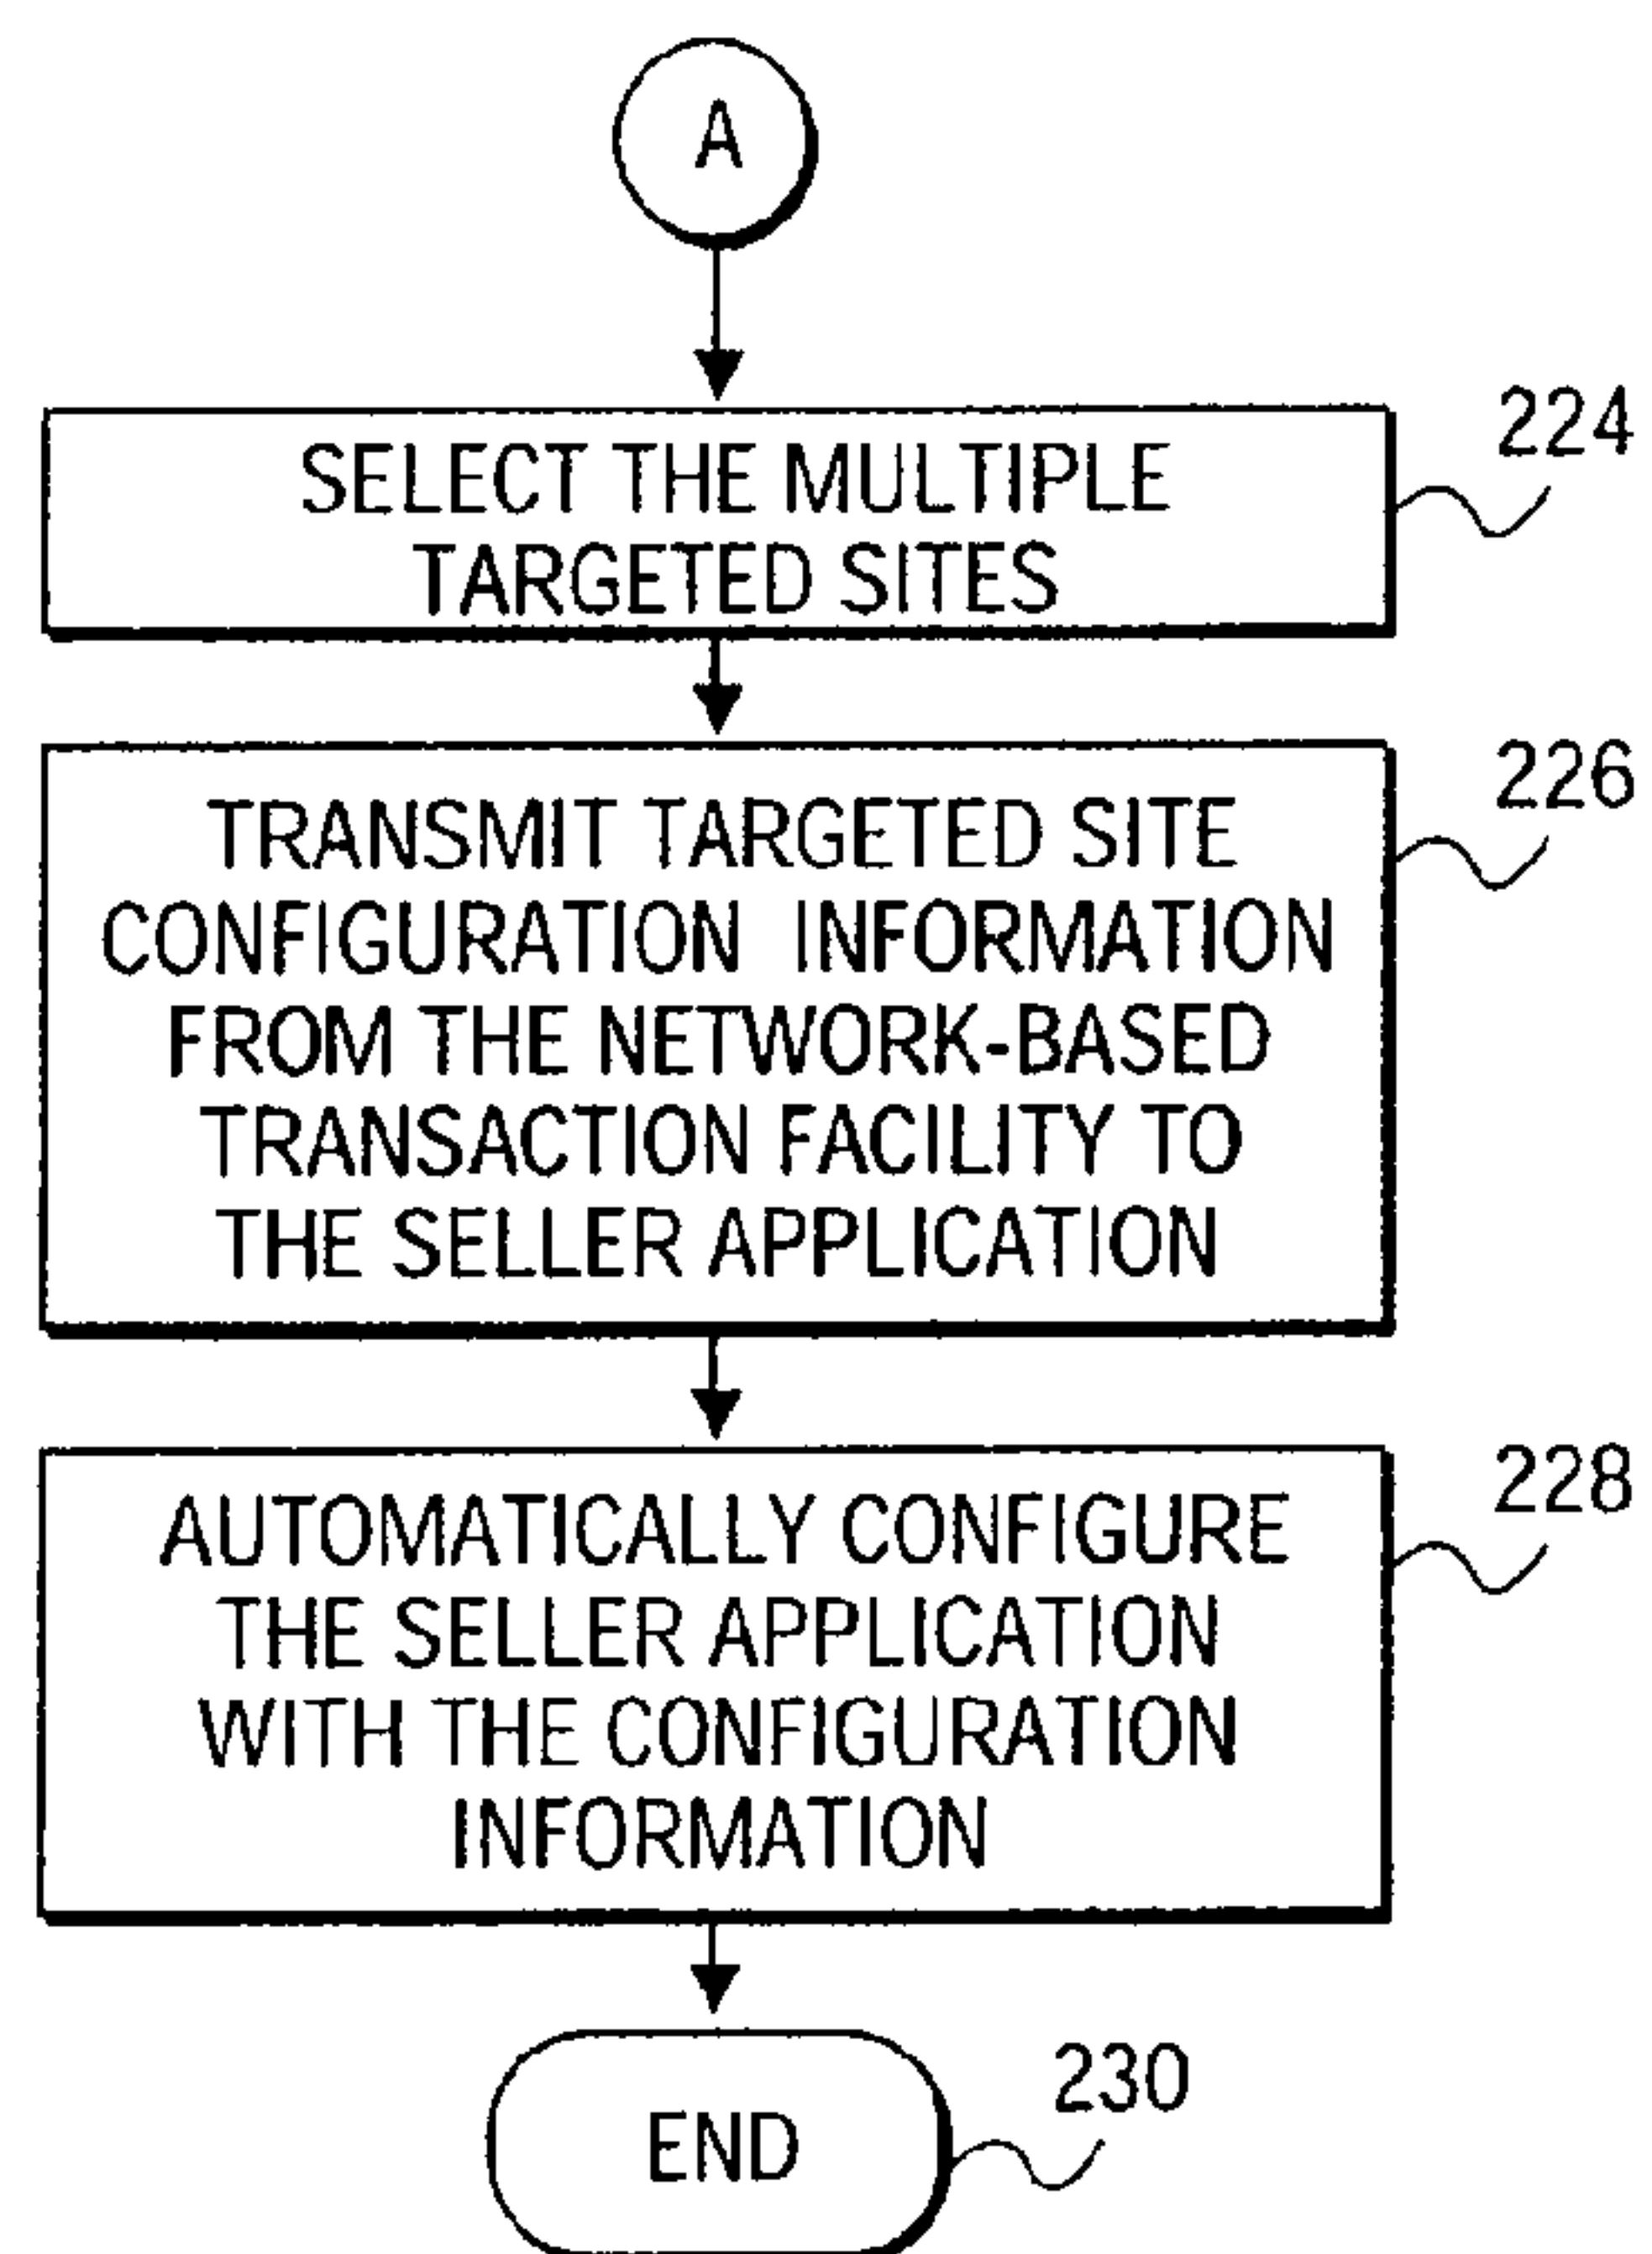 A
224
SELECT THE MULTIPLE
TARGETED SITES
226
TRANSMIT TARGETED SITE
CONFIGURATION INFORMATION
FROM THE NETWORK-BASED
TRANSACTION FACILITY TO
THE SELLER APPLICATION
228
AUTOMATICALLY CONFIGURE
THE SELLER APPLICATION
WITH THE CONFIGURATION
INFORMATION
230
END